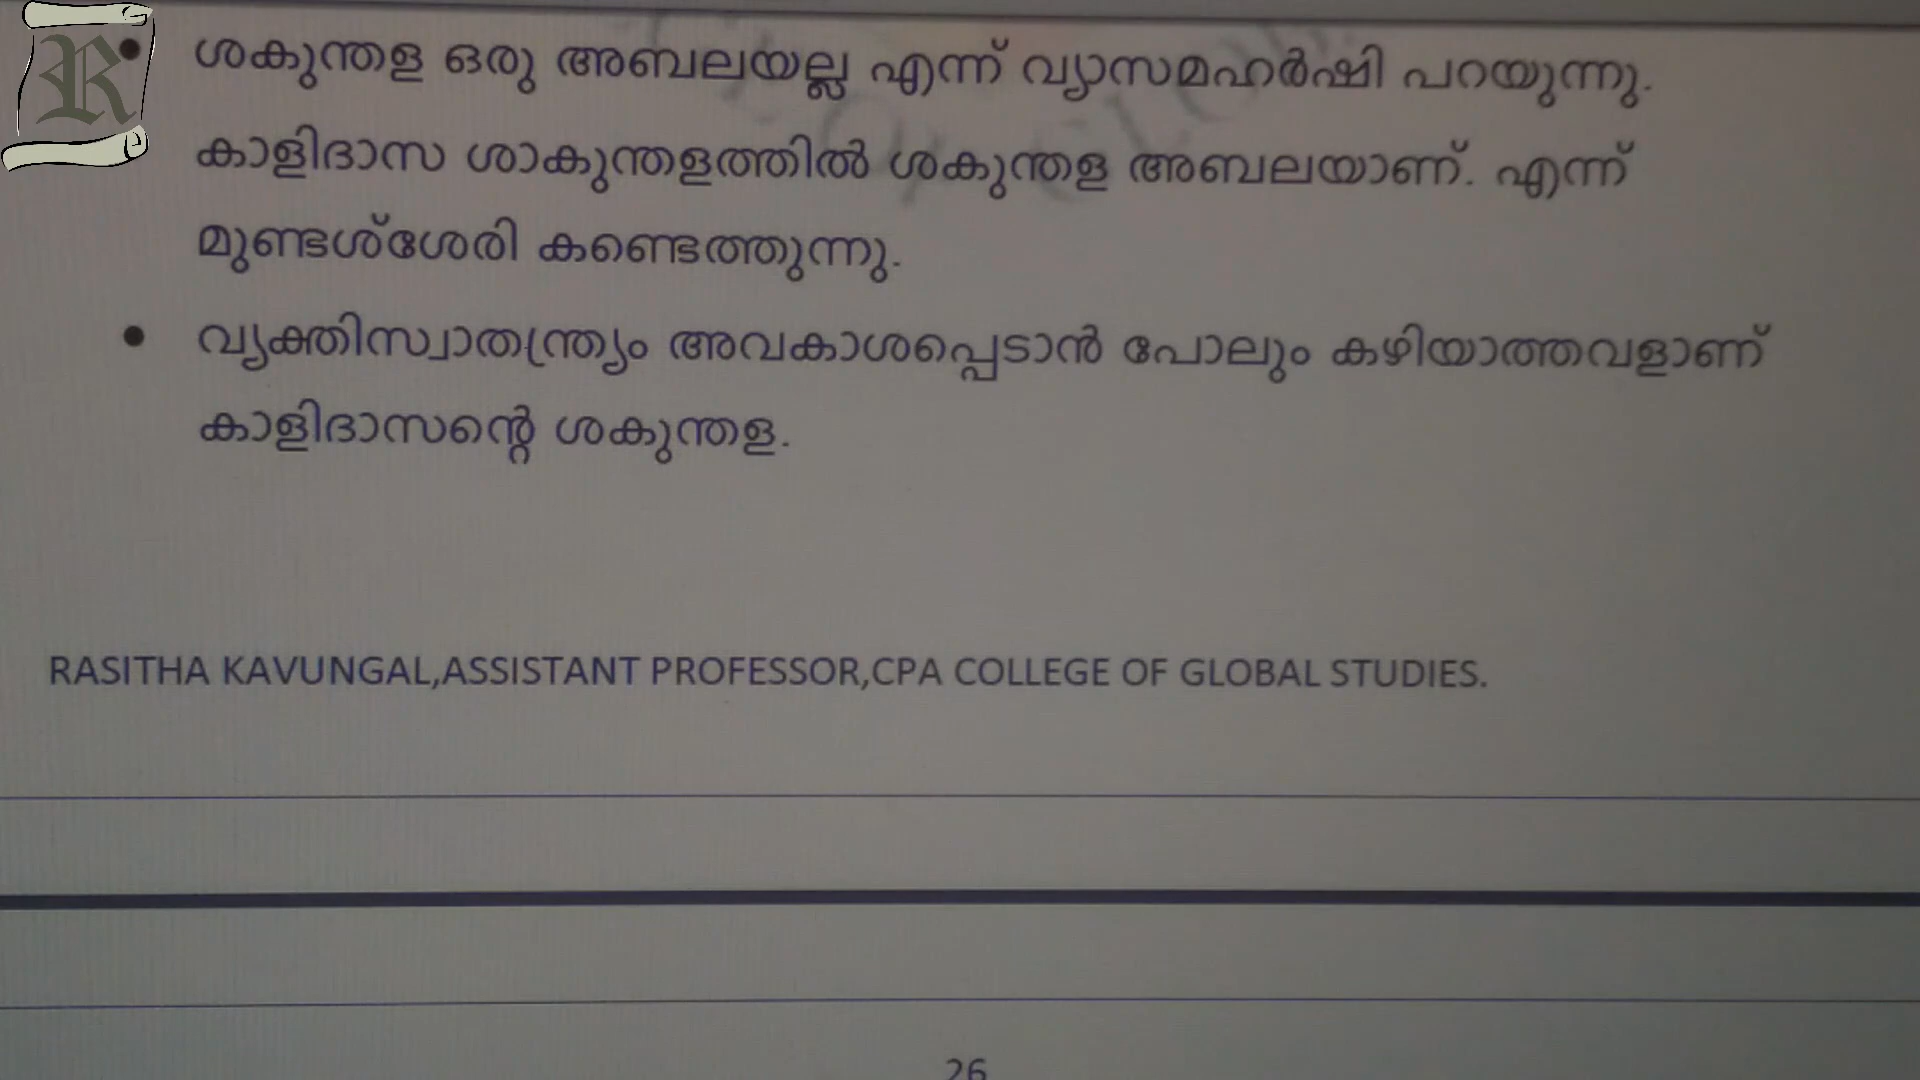 R
• ശകുന്തള ഒരു അബലയല്ല എന്ന് വ്യാസമഹർഷി പറയുന്നു.
കാളിദാസ ശാകുന്തളത്തിൽ ശകുന്തള അബലയാണ്. എന്ന്
മുണ്ടശ്ശേരി കണ്ടെത്തുന്നു.
• വ്യക്തിസ്വാതന്ത്ര്യം അവകാശപ്പെടാൻ പോലും കഴിയാത്തവളാണ്
കാളിദാസന്റെ ശകുന്തള.
RASITHA KAVUNGAL,ASSISTANT PROFESSOR,CPA COLLEGE OF GLOBAL STUDIES.
26